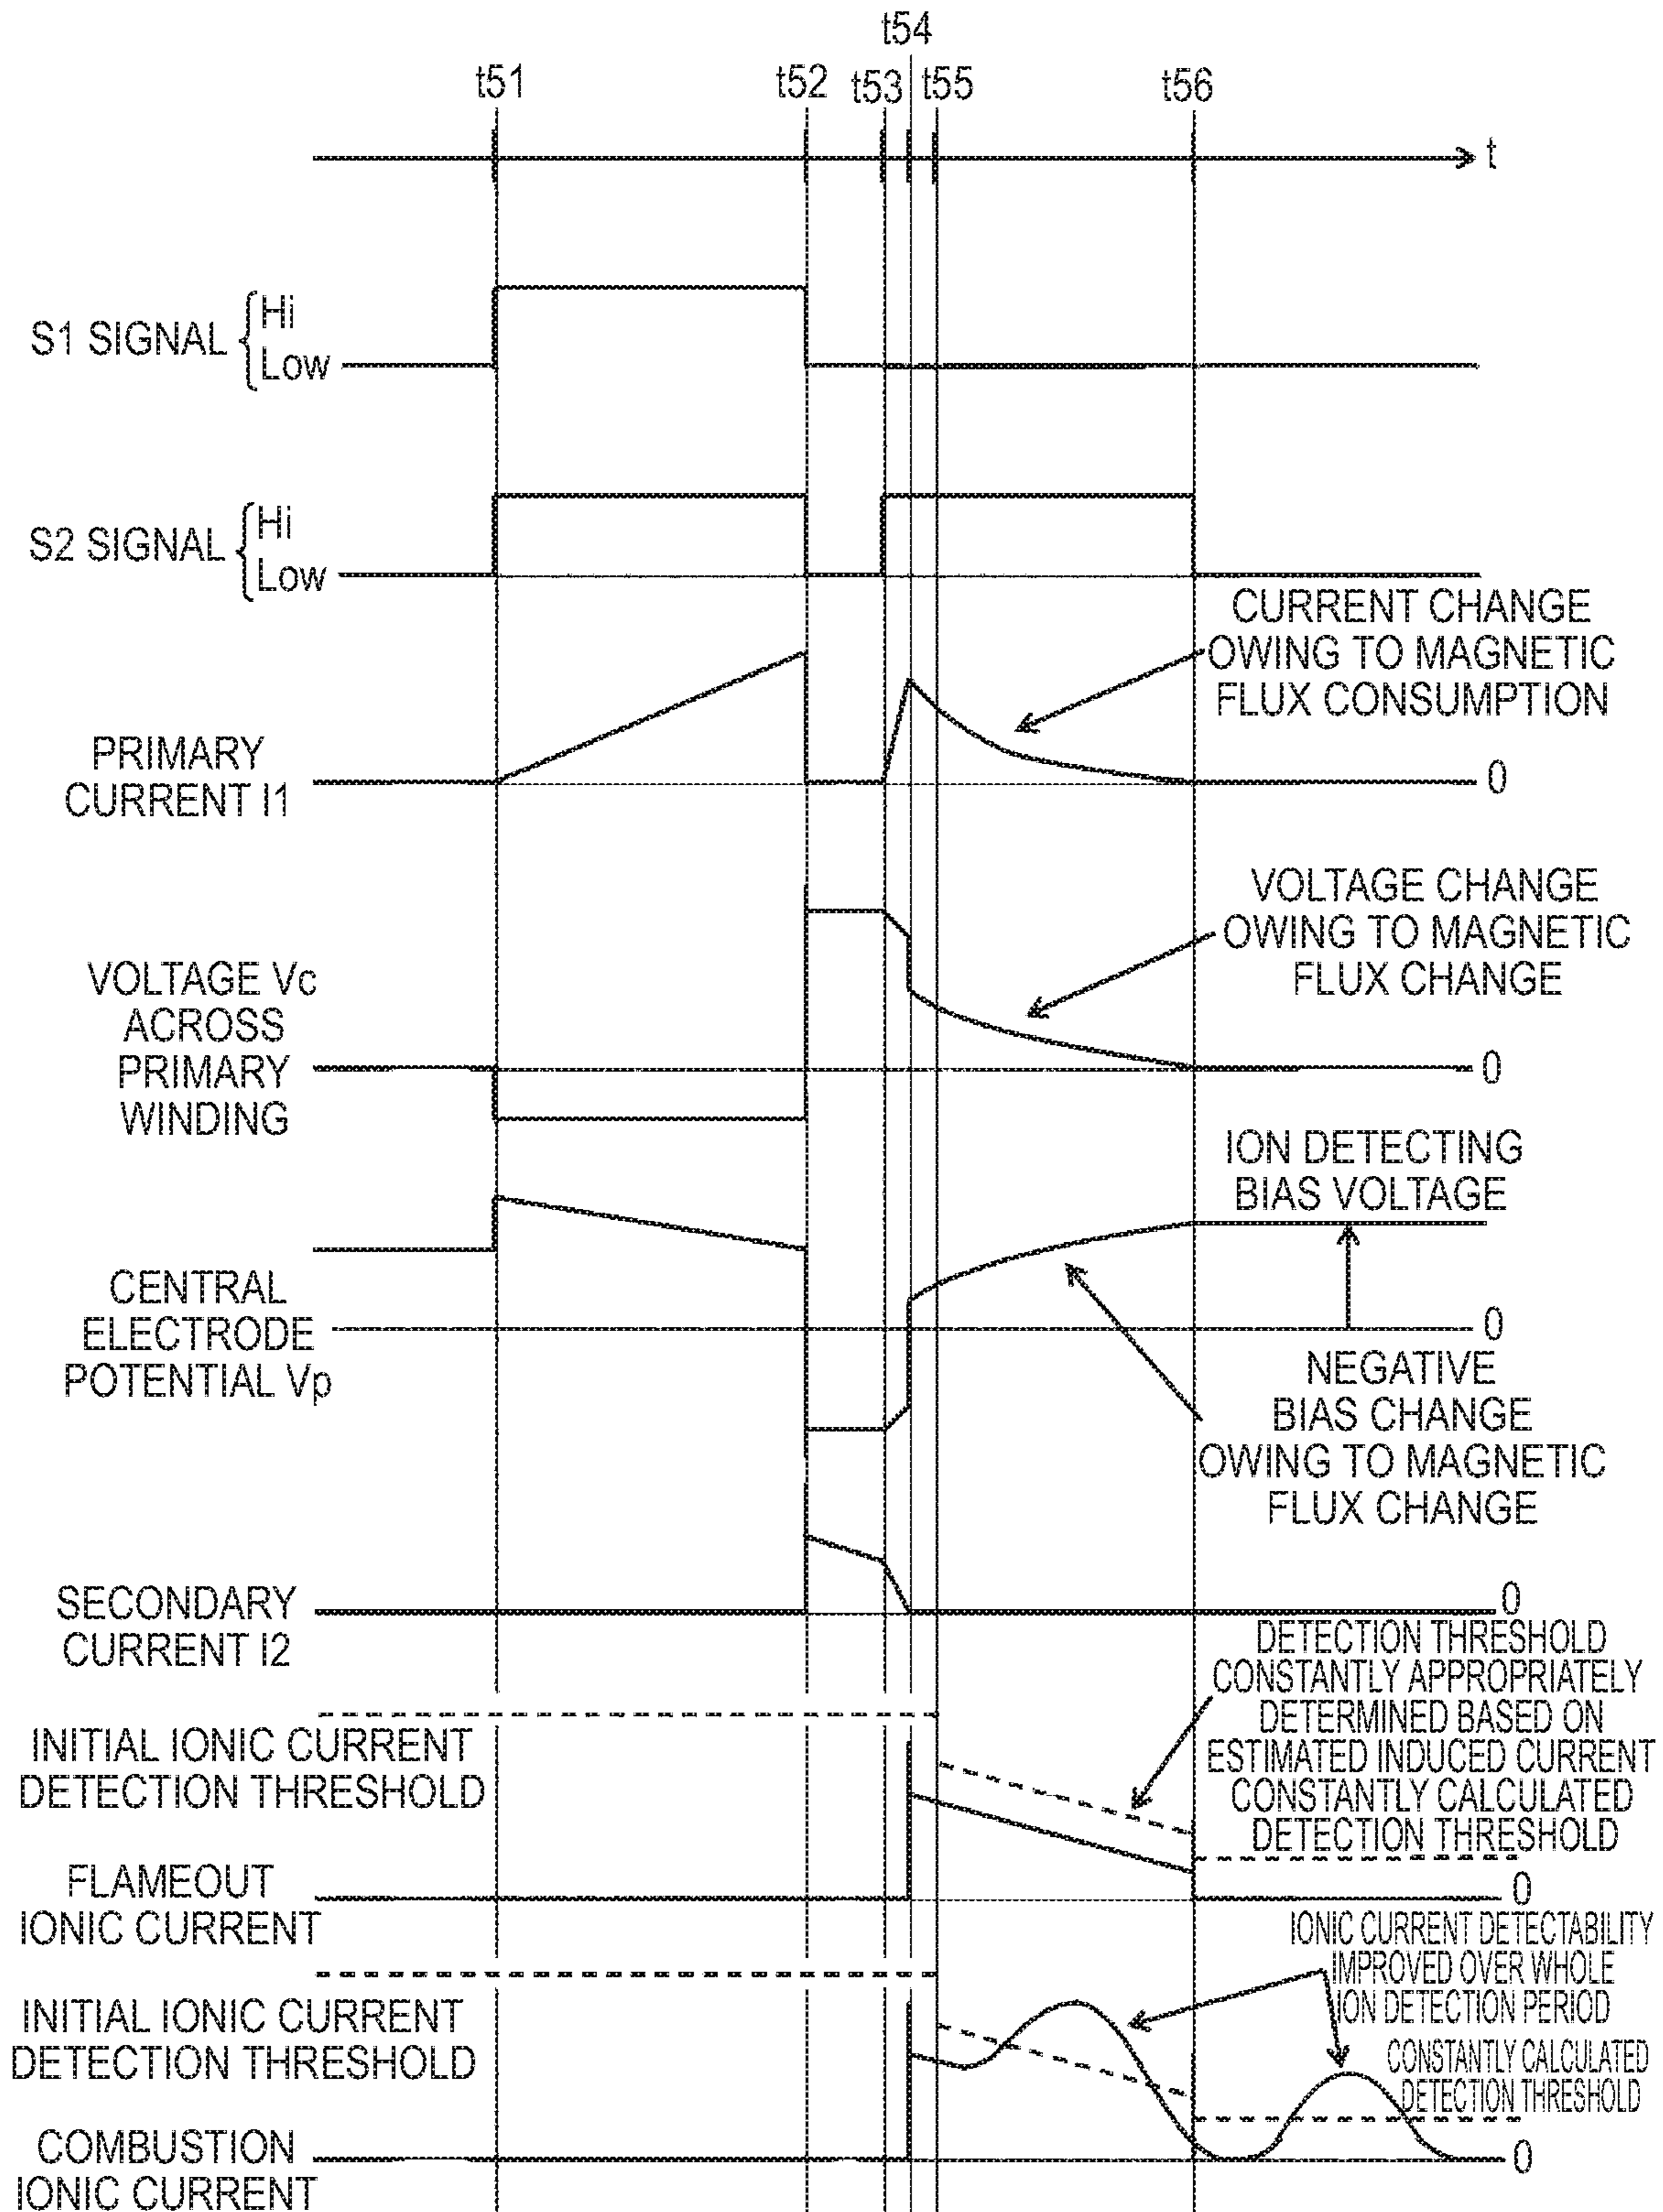 t54
t51
t52
t53
t55
t56
t
S1 SIGNAL
Hi
Low
S2 SIGNAL
Hi
Low
CURRENT CHANGE
OWING TO MAGNETIC
FLUX CONSUMPTION
PRIMARY
CURRENT I1
0
VOLTAGE CHANGE
OWING TO MAGNETIC
FLUX CHANGE
VOLTAGE Vc
ACROSS
PRIMARY
WINDING
0
ION DETECTING
BIAS VOLTAGE
CENTRAL
ELECTRODE
POTENTIAL Vp
0
NEGATIVE
BIAS CHANGE
OWING TO MAGNETIC
FLUX CHANGE
SECONDARY
CURRENT I2
0
DETECTION THRESHOLD
CONSTANTLY APPROPRIATELY
DETERMINED BASED ON
ESTIMATED INDUCED CURRENT
CONSTANTLY CALCULATED
DETECTION THRESHOLD
INITIAL IONIC CURRENT
DETECTION THRESHOLD
FLAMEOUT
IONIC CURRENT
0
IONIC CURRENT DETECTABILITY
IMPROVED OVER WHOLE
ION DETECTION PERIOD
INITIAL IONIC CURRENT
DETECTION THRESHOLD
CONSTANTLY CALCULATED
DETECTION THRESHOLD
COMBUSTION
IONIC CURRENT
0